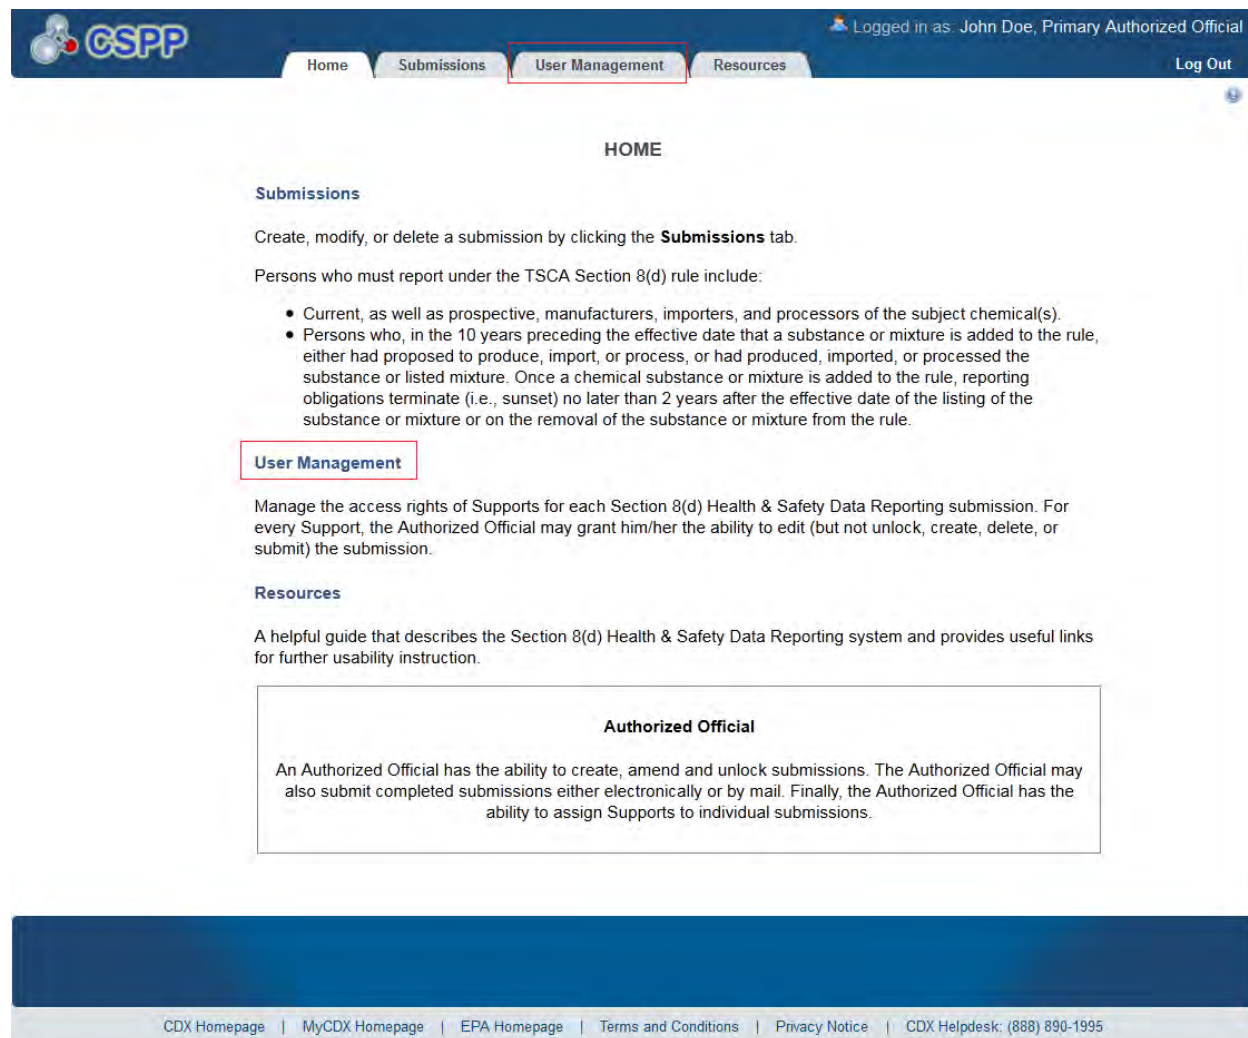 CSPP
Logged in as: John Doe, Primary Authorized Official
Home Submissions User Management Resources Log Out
HOME
Submissions
Create, modify, or delete a submission by clicking the Submissions tab.
Persons who must report under the TSCA Section 8(d) rule include:
• Current, as well as prospective, manufacturers, importers, and processors of the subject chemical(s).
• Persons who, in the 10 years preceding the effective date that a substance or mixture is added to the rule,
either had proposed to produce, import, or process, or had produced, imported, or processed the
substance or listed mixture. Once a chemical substance or mixture is added to the rule, reporting
obligations terminate (i.e., sunset) no later than 2 years after the effective date of the listing of the
substance or mixture or on the removal of the substance or mixture from the rule.
User Management
Manage the access rights of Supports for each Section 8(d) Health & Safety Data Reporting submission. For
every Support, the Authorized Official may grant him/her the ability to edit (but not unlock, create, delete, or
submit) the submission.
Resources
A helpful guide that describes the Section 8(d) Health & Safety Data Reporting system and provides useful links
for further usability instruction.
Authorized Official
An Authorized Official has the ability to create, amend and unlock submissions. The Authorized Official may
also submit completed submissions either electronically or by mail. Finally, the Authorized Official has the
ability to assign Supports to individual submissions.
CDX Homepage | MyCDX Homepage | EPA Homepage | Terms and Conditions | Privacy Notice | CDX Helpdesk: (888) 890-1995